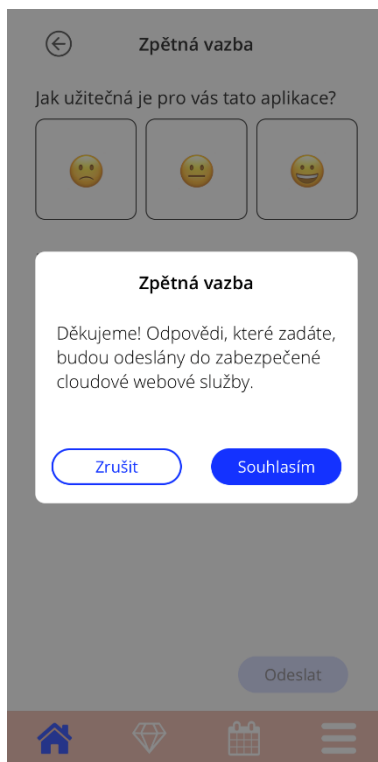 Zpětná vazba
Jak užitečná je pro vás tato aplikace?
Zpětná vazba
Děkujeme! Odpovědi, které zadáte,
budou odeslány do zabezpečené
cloudové webové služby.
Zrušit
Souhlasím
Odeslat